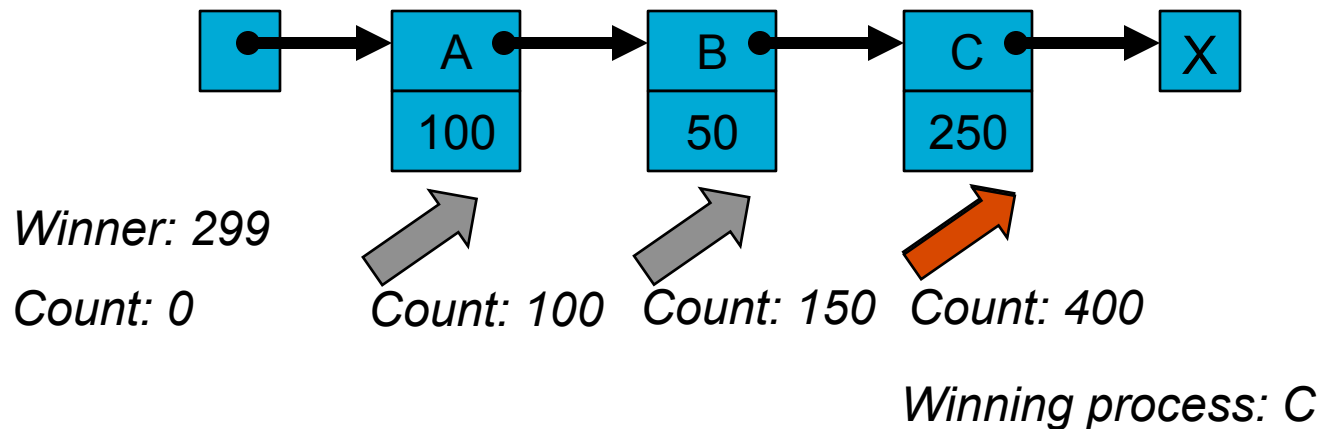 A B C X
100 50 250
Winner: 299
Count: 0 Count: 100 Count: 150 Count: 400
Winning process: C